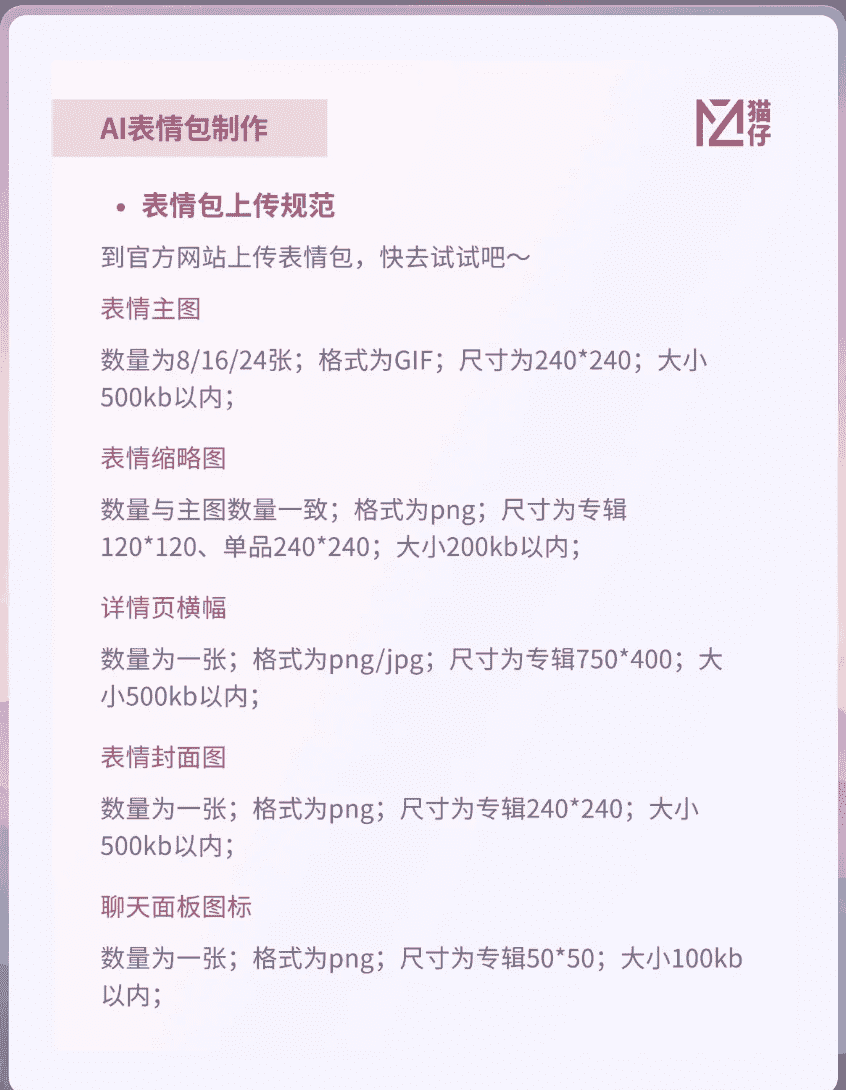 AI表情包制作
猫
仔
• 表情包上传规范
到官方网站上传表情包，快去试试吧～
表情主图
数量为8/16/24张；格式为GIF；尺寸为240*240；大小
500kb以内；
表情缩略图
数量与主图数量一致；格式为png；尺寸为专辑
120*120、单品240*240；大小200kb以内；
详情页横幅
数量为一张；格式为png/jpg；尺寸为专辑750*400；大
小500kb以内；
表情封面图
数量为一张；格式为png；尺寸为专辑240*240；大小
500kb以内；
聊天面板图标
数量为一张；格式为png；尺寸为专辑50*50；大小100kb
以内；